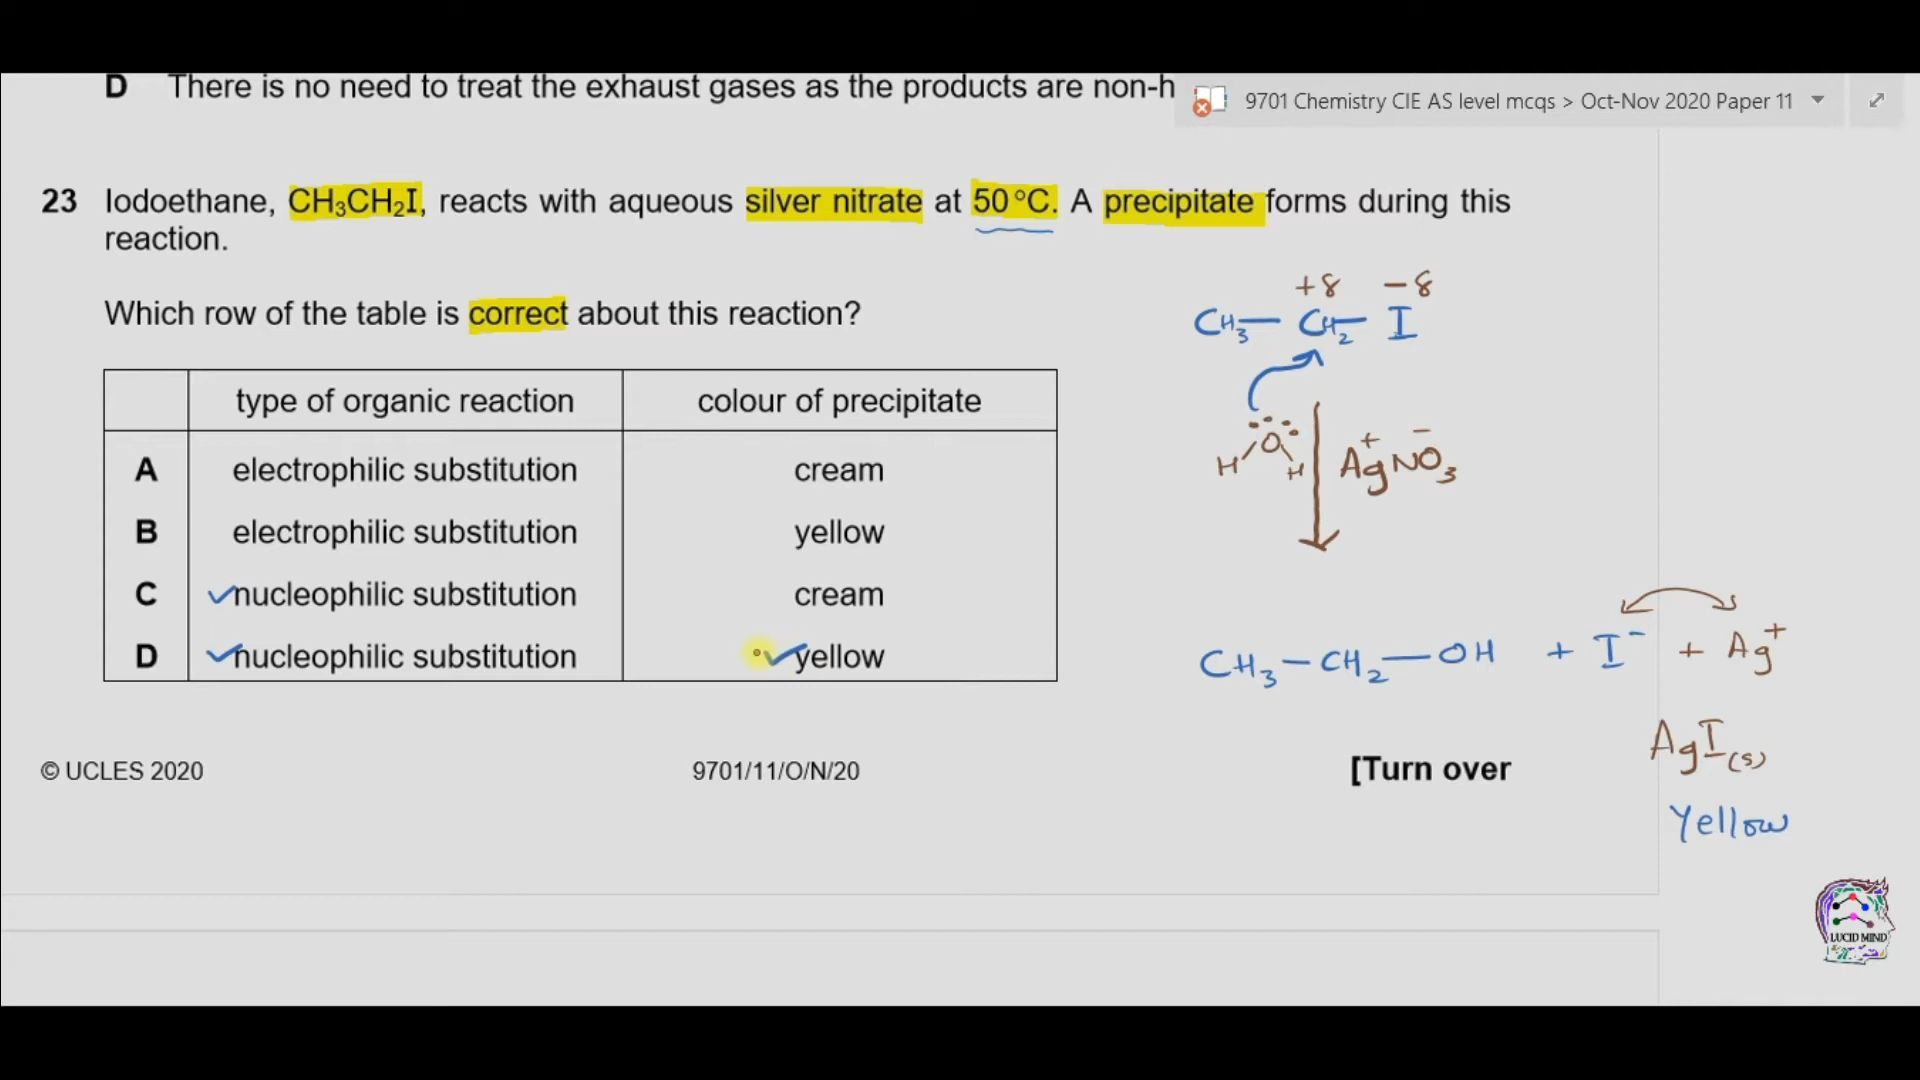 D There is no need to treat the exhaust gases as the products are non-h
9701 Chemistry CIE AS level mcqs > Oct-Nov 2020 Paper 11
23 Iodoethane, CH₃CH₂I, reacts with aqueous silver nitrate at 50 °C. A precipitate forms during this
reaction.
Which row of the table is correct about this reaction?
type of organic reaction colour of precipitate
A electrophilic substitution cream
B electrophilic substitution yellow
C ✓nucleophilic substitution cream
D ✓nucleophilic substitution ✓yellow
+8 −8
CH₃—CH₂—I
H O H
Ag⁺NO₃⁻
CH₃—CH₂—OH + I⁻ + Ag⁺
AgI(s)
Yellow
© UCLES 2020 9701/11/O/N/20 [Turn over
LUCID MIND